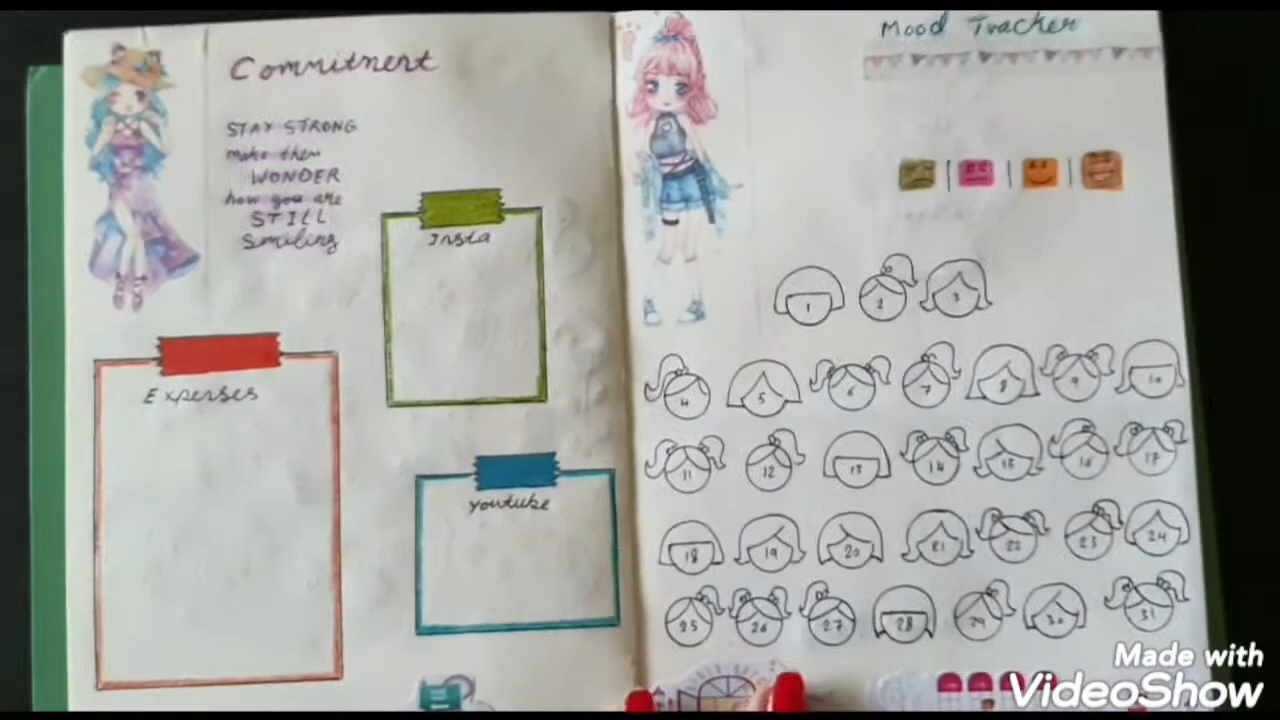 Commitment
STAY STRONG
make them
WONDER
how you are
STILL
Smiling
Insta
Expenses
youtube
Mood Tracker
1 2 3
4 5 6 7 8 9 10
11 12 13 14 15 16 17
18 19 20 21 22 23 24
25 26 27 28 29 30 31
Made with
VideoShow